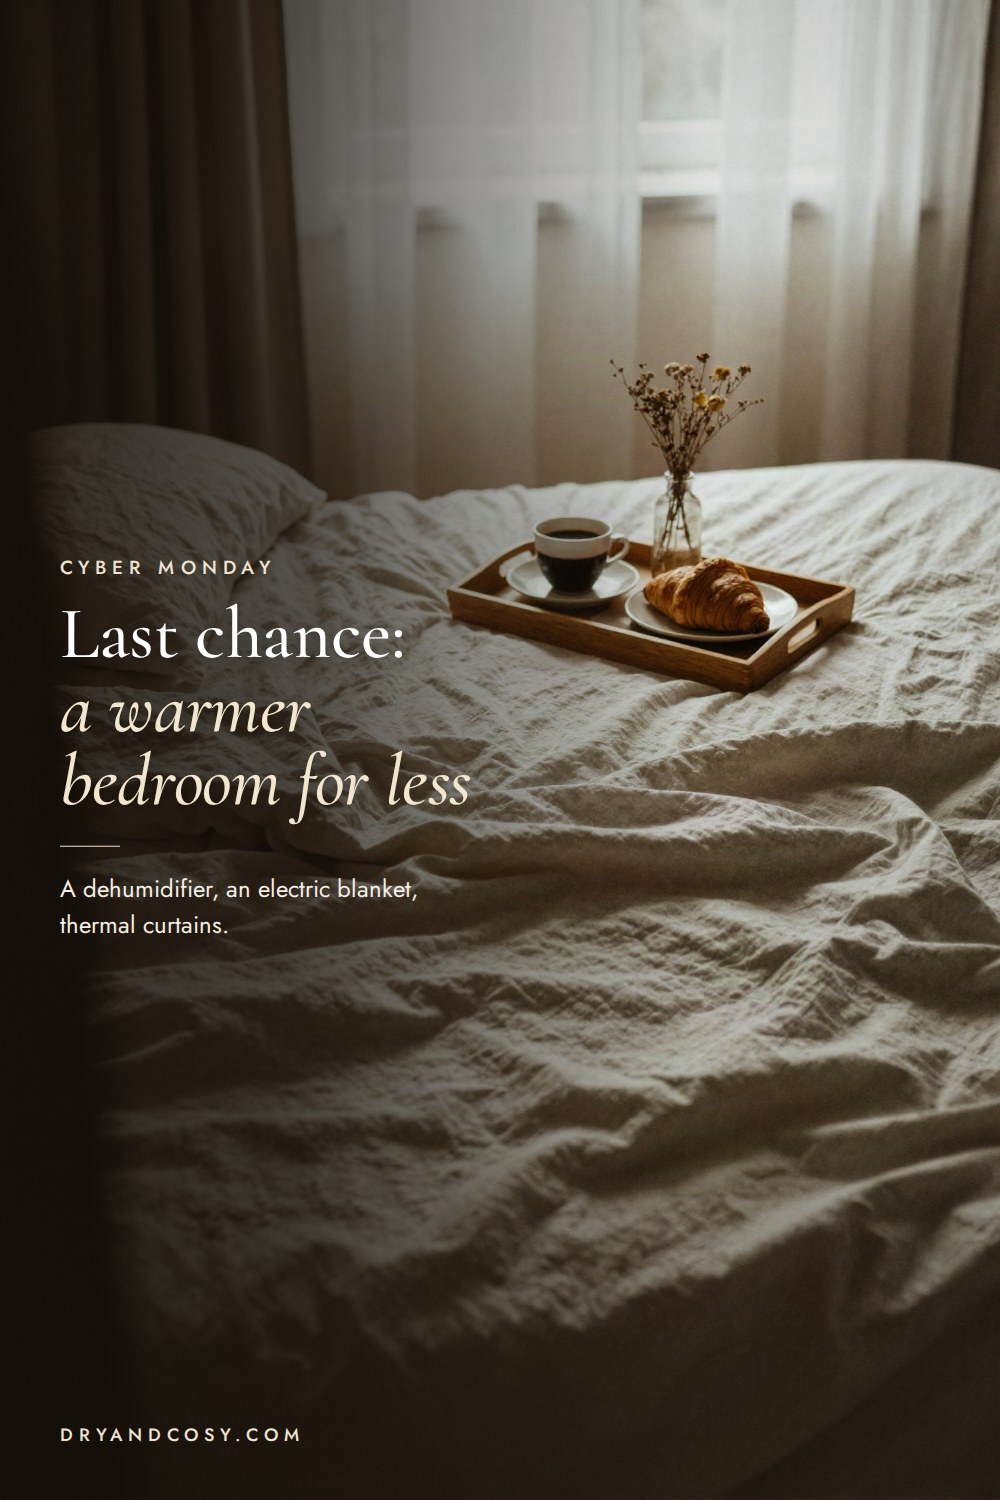 CYBER MONDAY
Last chance:
a warmer
bedroom for less
A dehumidifier, an electric blanket,
thermal curtains.
DRYANDCOSY.COM